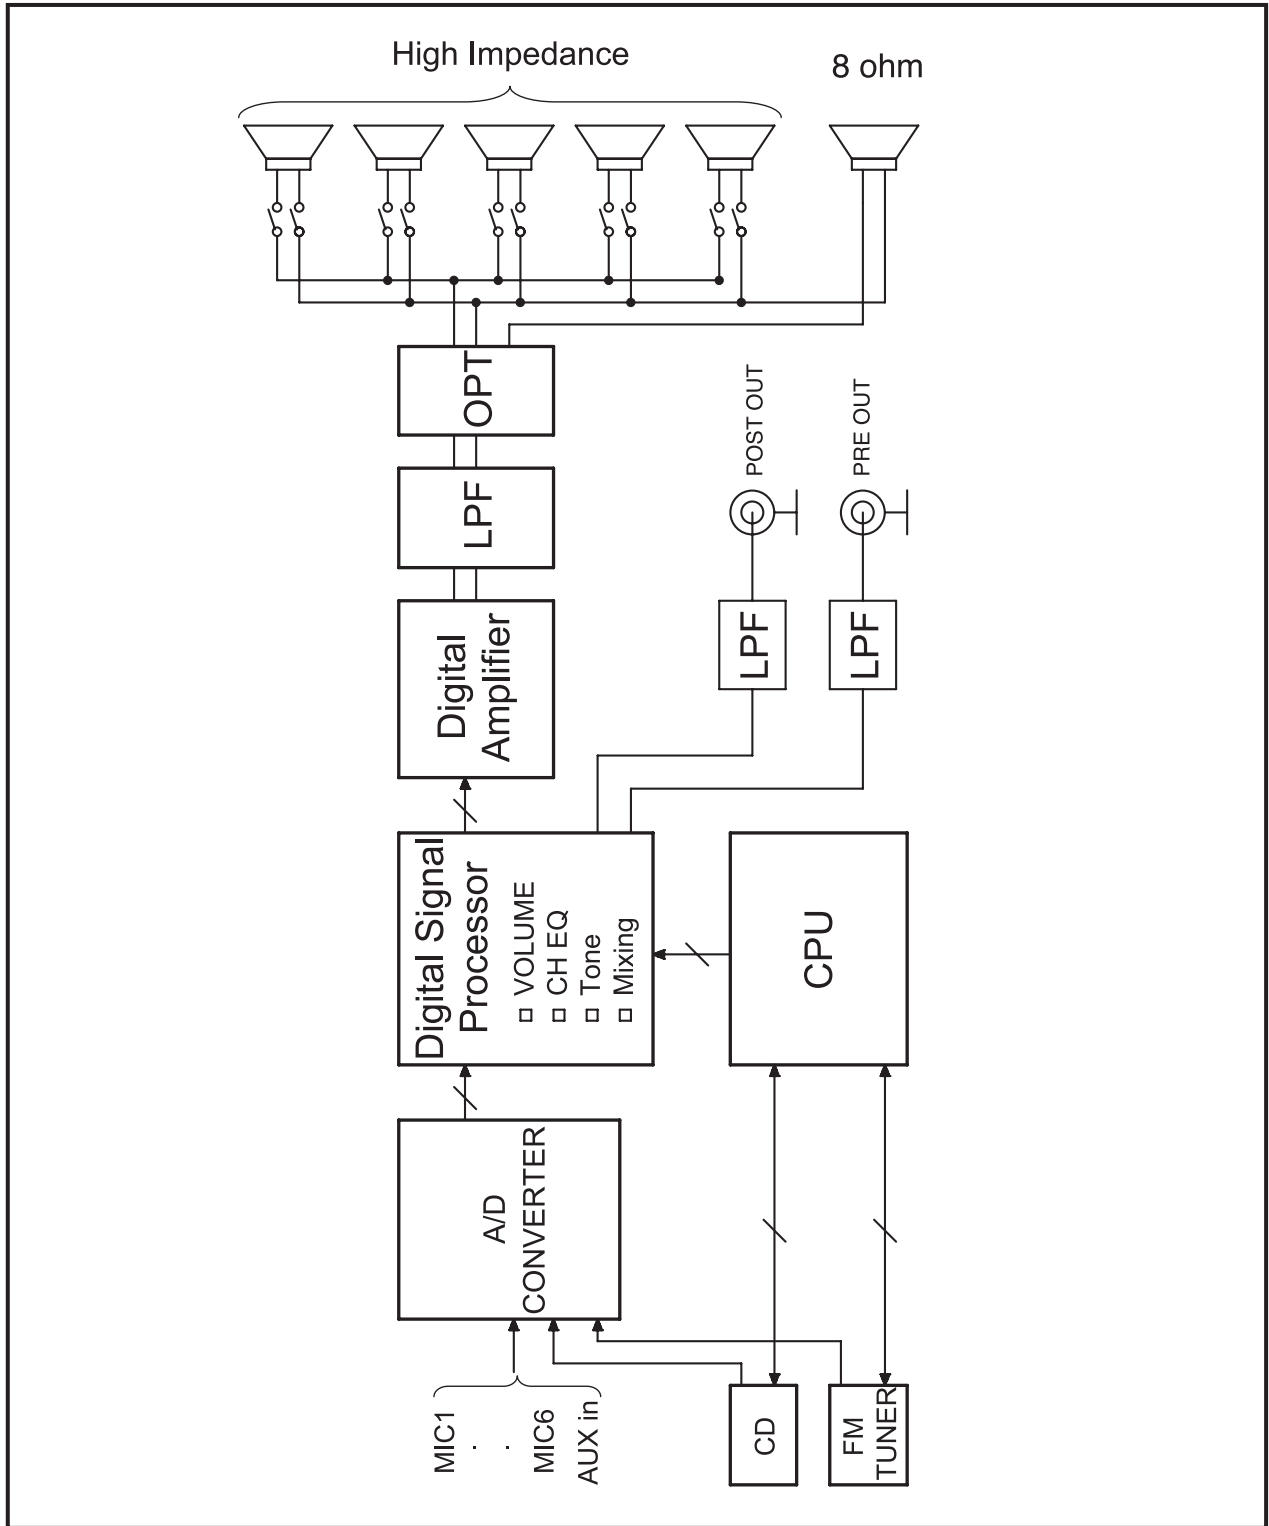 High Impedance
8 ohm
OPT
LPF
Digital
Amplifier
POST OUT
PRE OUT
LPF
LPF
Digital Signal
Processor
□ VOLUME
□ CH EQ
□ Tone
□ Mixing
CPU
A/D
CONVERTER
MIC1
.
.
MIC6
AUX in
CD
FM
TUNER